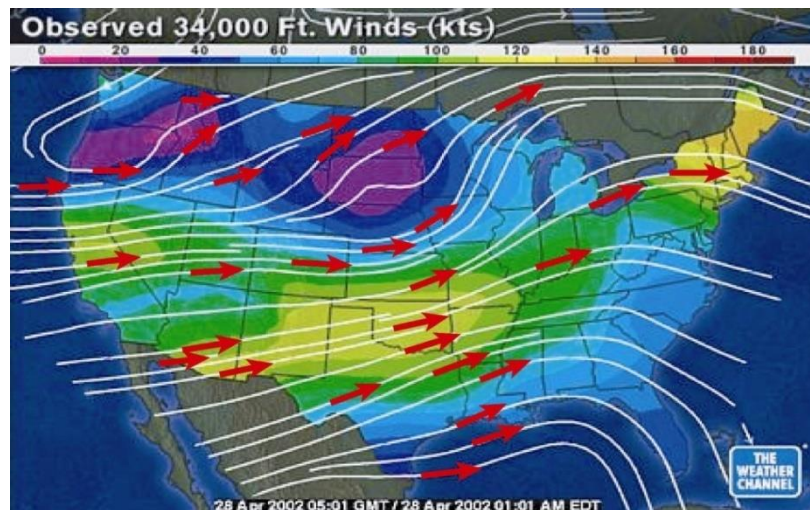 Observed 34,000 Ft. Winds (kts)
0 20 40 60 80 100 120 140 160 180
THE
WEATHER
CHANNEL
28 Apr 2002 05:01 GMT / 28 Apr 2002 01:01 AM EDT